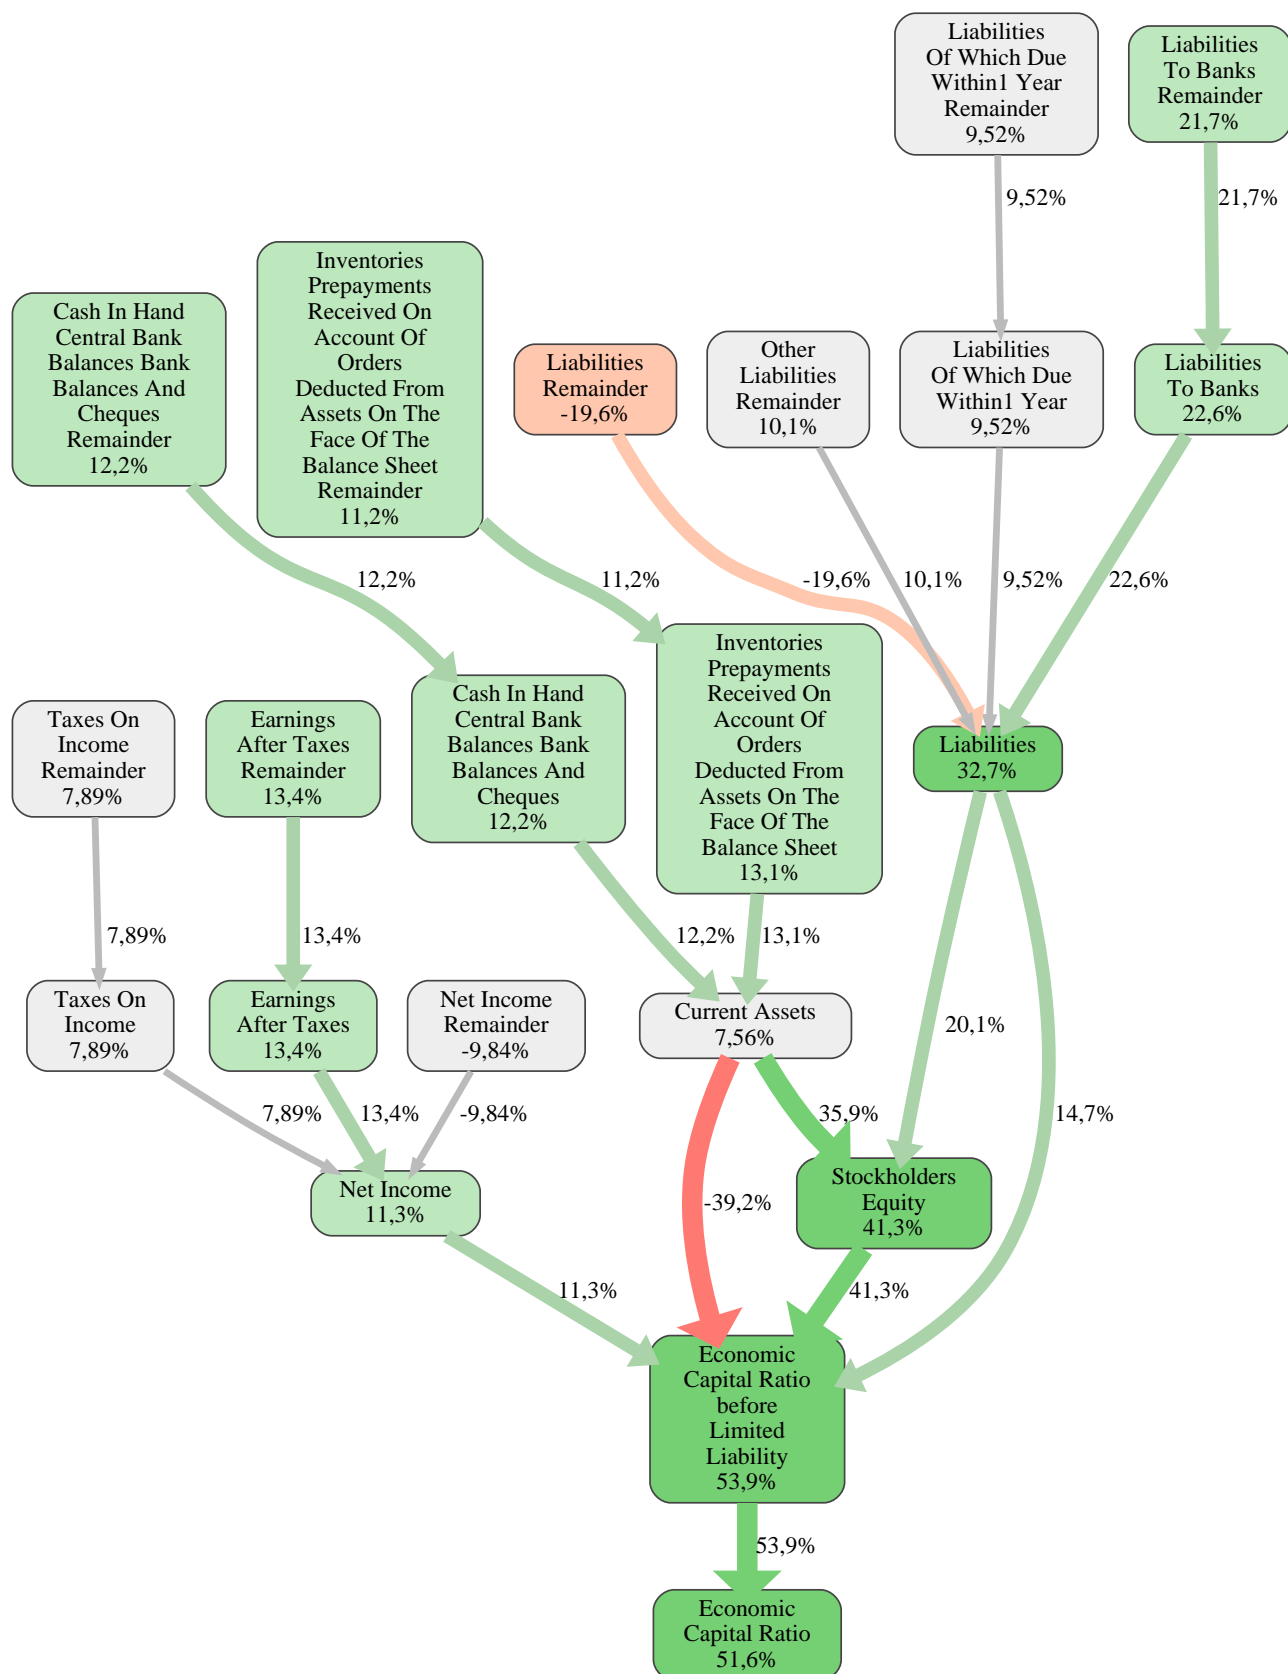 Liabilities
Of Which Due
Within1 Year
Remainder
9,52%
Liabilities
To Banks
Remainder
21,7%
9,52%
21,7%
Inventories
Prepayments
Received On
Account Of
Orders
Deducted From
Assets On The
Face Of The
Balance Sheet
Remainder
11,2%
Cash In Hand
Central Bank
Balances Bank
Balances And
Cheques
Remainder
12,2%
Liabilities
Remainder
-19,6%
Other
Liabilities
Remainder
10,1%
Liabilities
Of Which Due
Within1 Year
9,52%
Liabilities
To Banks
22,6%
12,2%
11,2%
-19,6%
10,1%
9,52%
22,6%
Taxes On
Income
Remainder
7,89%
Earnings
After Taxes
Remainder
13,4%
Cash In Hand
Central Bank
Balances Bank
Balances And
Cheques
12,2%
Inventories
Prepayments
Received On
Account Of
Orders
Deducted From
Assets On The
Face Of The
Balance Sheet
13,1%
Liabilities
32,7%
7,89%
13,4%
12,2%
13,1%
Taxes On
Income
7,89%
Earnings
After Taxes
13,4%
Net Income
Remainder
-9,84%
Current Assets
7,56%
20,1%
7,89%
13,4%
-9,84%
35,9%
14,7%
Net Income
11,3%
-39,2%
Stockholders
Equity
41,3%
11,3%
41,3%
Economic
Capital Ratio
before
Limited
Liability
53,9%
53,9%
Economic
Capital Ratio
51,6%